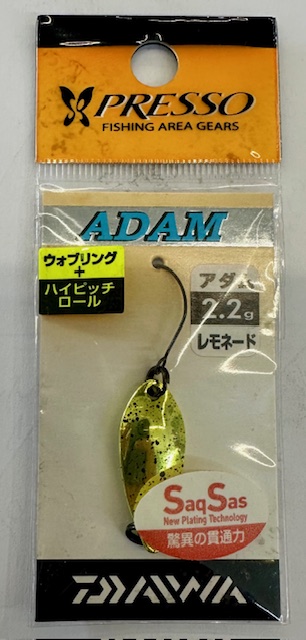 PRESSO
FISHING AREA GEARS
ADAM
ウォブリング
+
ハイピッチ
ロール
アダム
2.2g
レモネード
SaqSas
New Plating Technology
驚異の貫通力
DAIWA